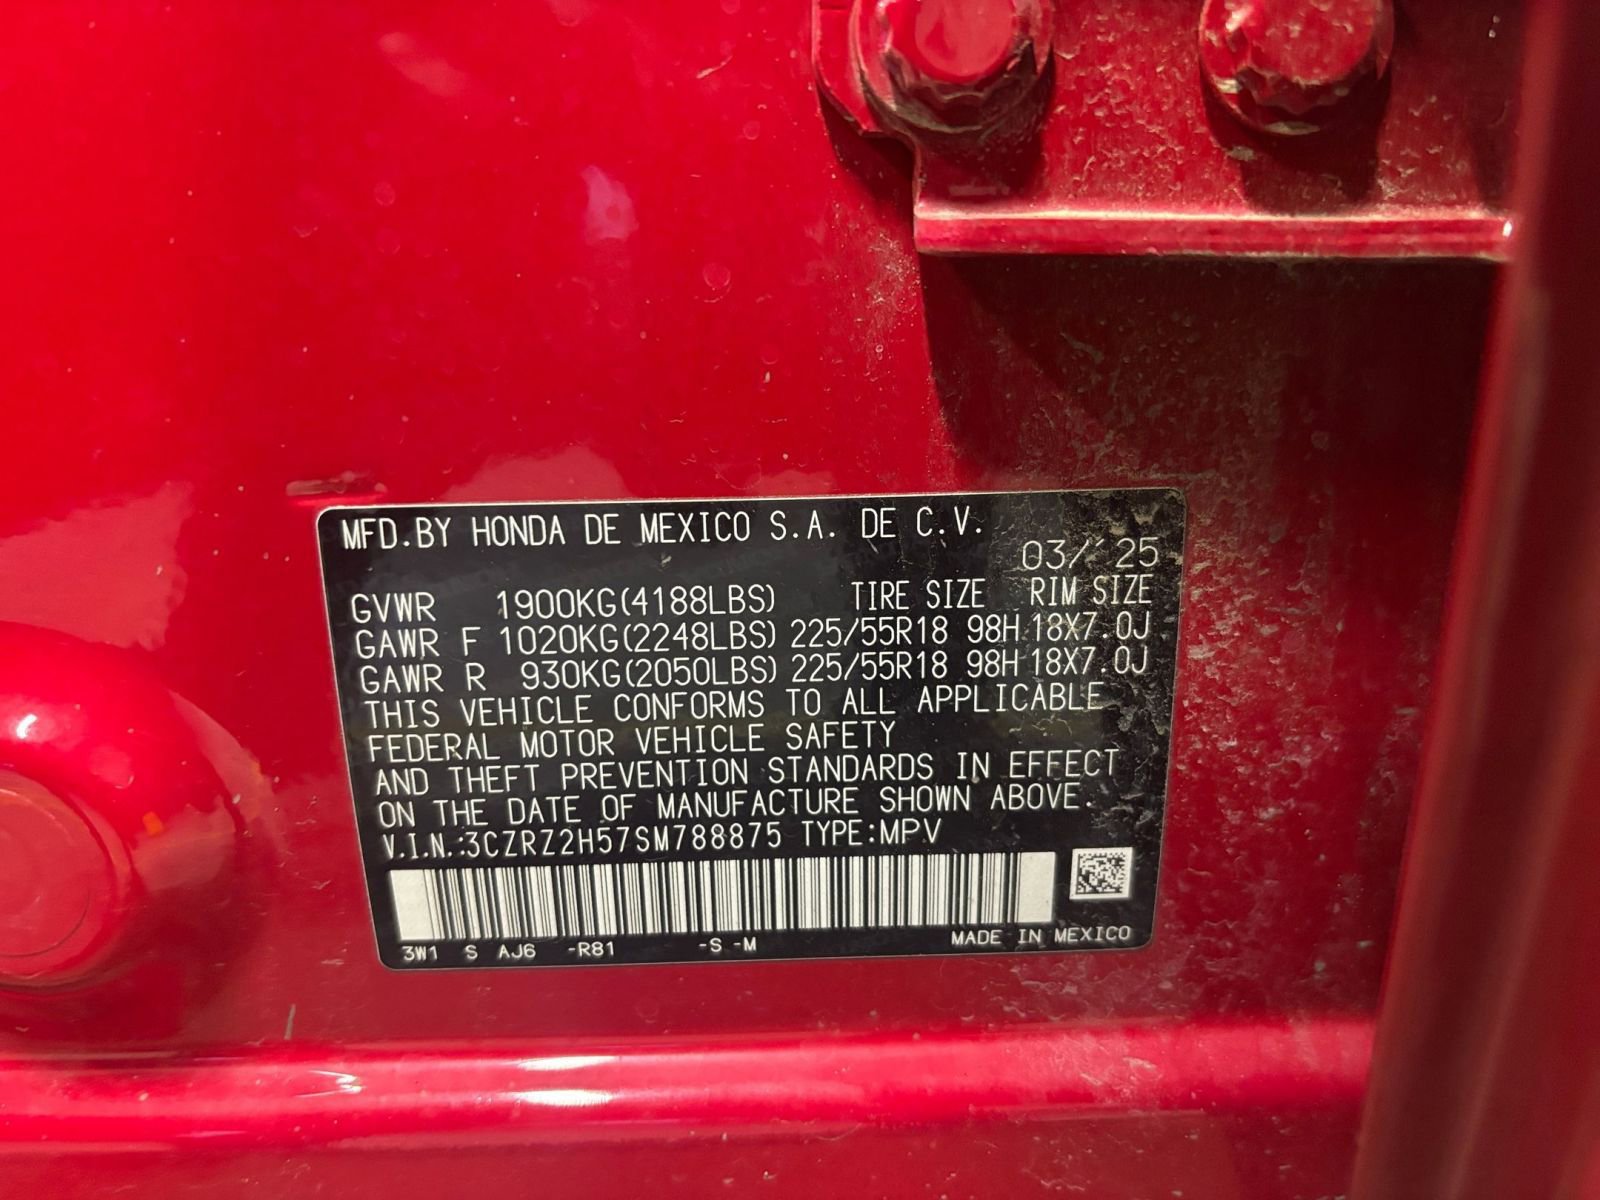 MFD.BY HONDA DE MEXICO S.A. DE C.V.
03/ '25
GVWR 1900KG(4188LBS) TIRE SIZE RIM SIZE
GAWR F 1020KG(2248LBS) 225/55R18 98H 18X7.0J
GAWR R 930KG(2050LBS) 225/55R18 98H 18X7.0J
THIS VEHICLE CONFORMS TO ALL APPLICABLE
FEDERAL MOTOR VEHICLE SAFETY
AND THEFT PREVENTION STANDARDS IN EFFECT
ON THE DATE OF MANUFACTURE SHOWN ABOVE.
V.I.N.:3CZRZ2H57SM788875 TYPE:MPV
3W1 S AJ6 -R81 -S -M MADE IN MEXICO